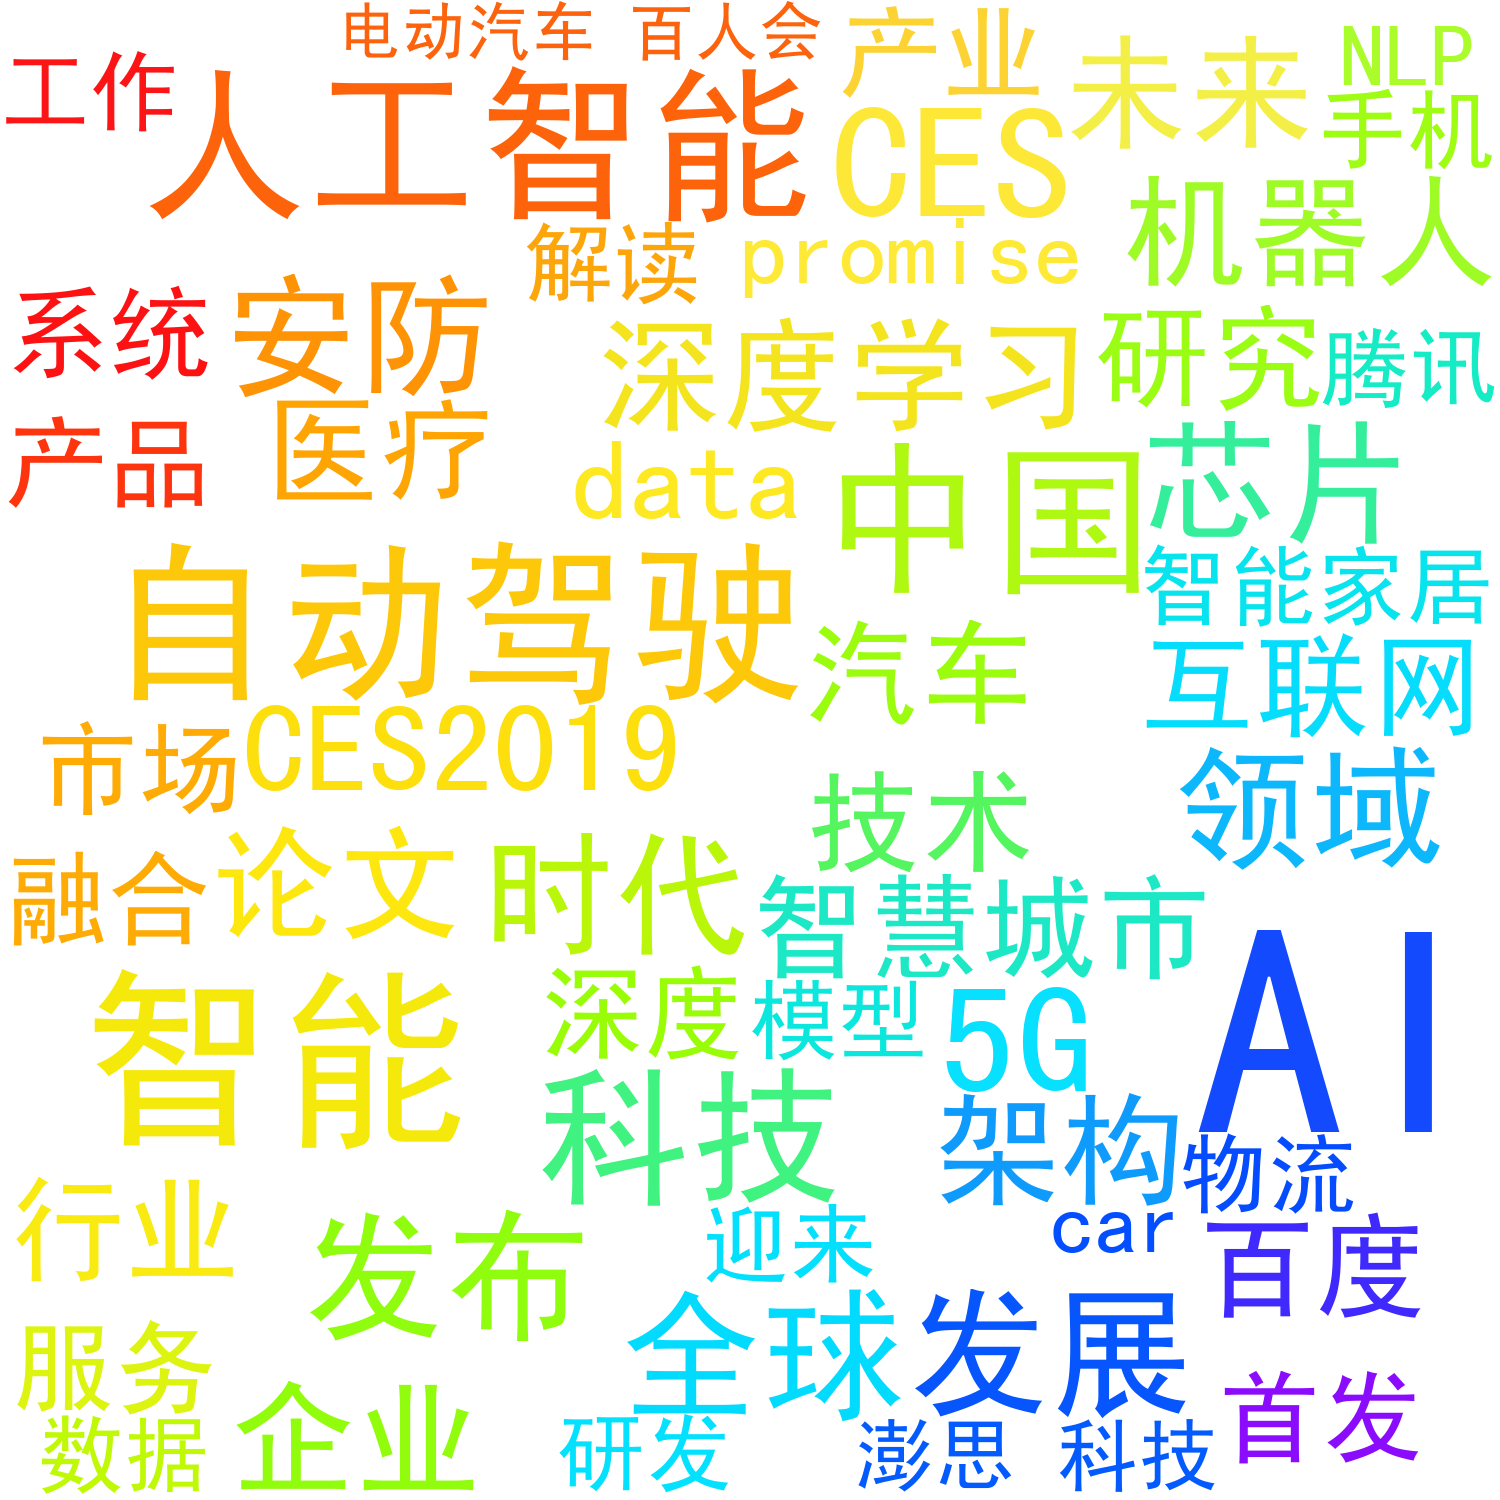 电动汽车 百人会
工作
人工智能
产业
未来
NLP
手机
CES
机器人
解读
promise
系统
安防
深度学习
研究
腾讯
产品
医疗
data
中国
芯片
智能家居
自动驾驶
汽车
互联网
市场
CES2019
技术
领域
融合
论文
时代
智慧城市
AI
智能
深度
模型
5G
科技
架构
物流
行业
发布
迎来
car
百度
服务
全球
发展
数据
企业
研发
澎思 科技
首发